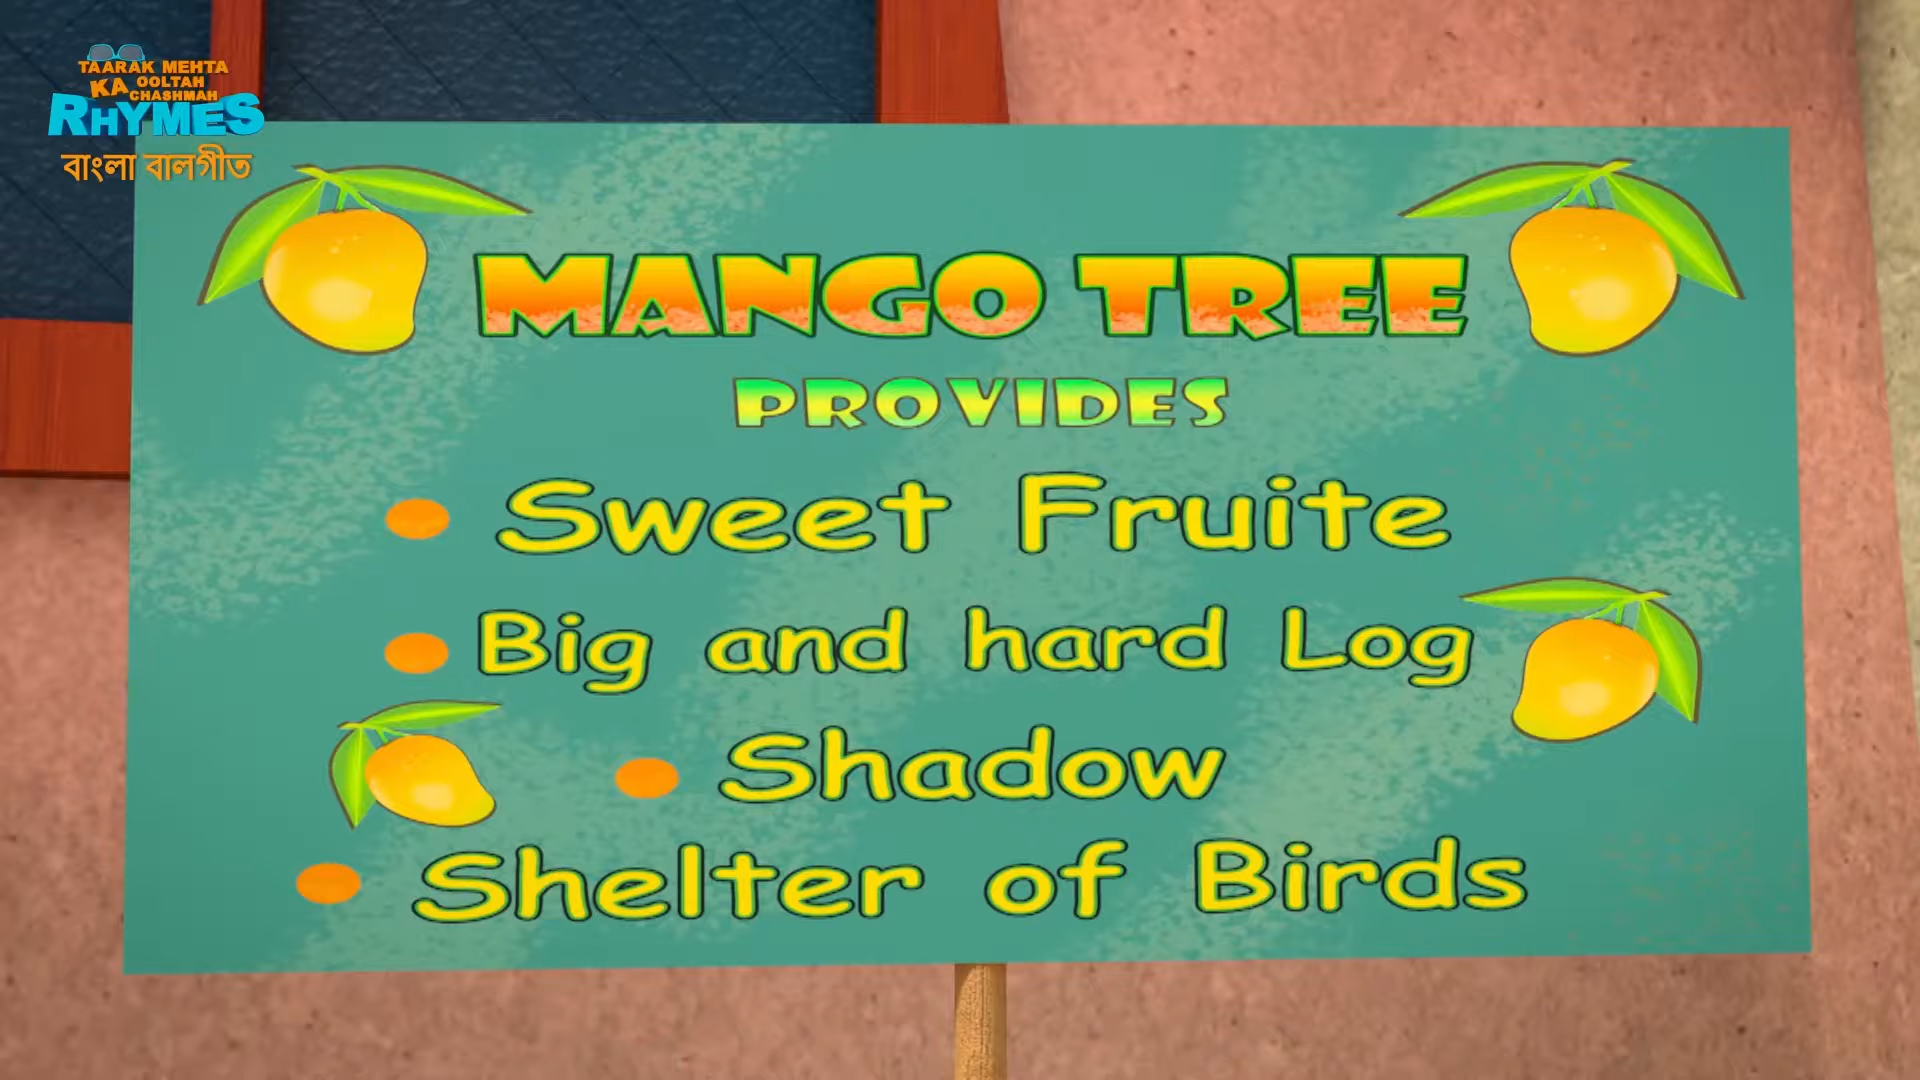 TAARAK MEHTA
KA OOLTAH
CHASHMAH
RHYMES
বাংলা বালগীত
MANGO TREE
PROVIDES
Sweet Fruite
Big and hard Log
Shadow
Shelter of Birds